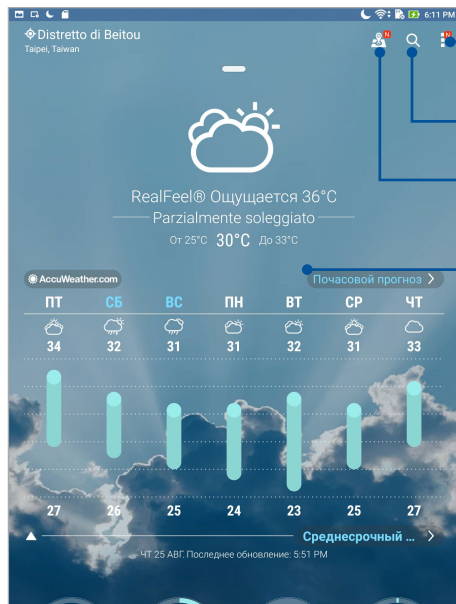 6:11 PM
Distretto di Beitou
Taipei, Taiwan
N
N
RealFeel® Ощущается 36°C
Parzialmente soleggiato
От 25°C 30°C До 33°C
AccuWeather.com
Почасовой прогноз >
ПТ СБ ВС ПН ВТ СР ЧТ
34 32 31 31 32 31 33
27 26 25 24 23 25 27
Среднесрочный ... >
ЧТ 25 АВГ. Последнее обновление: 5:51 PM